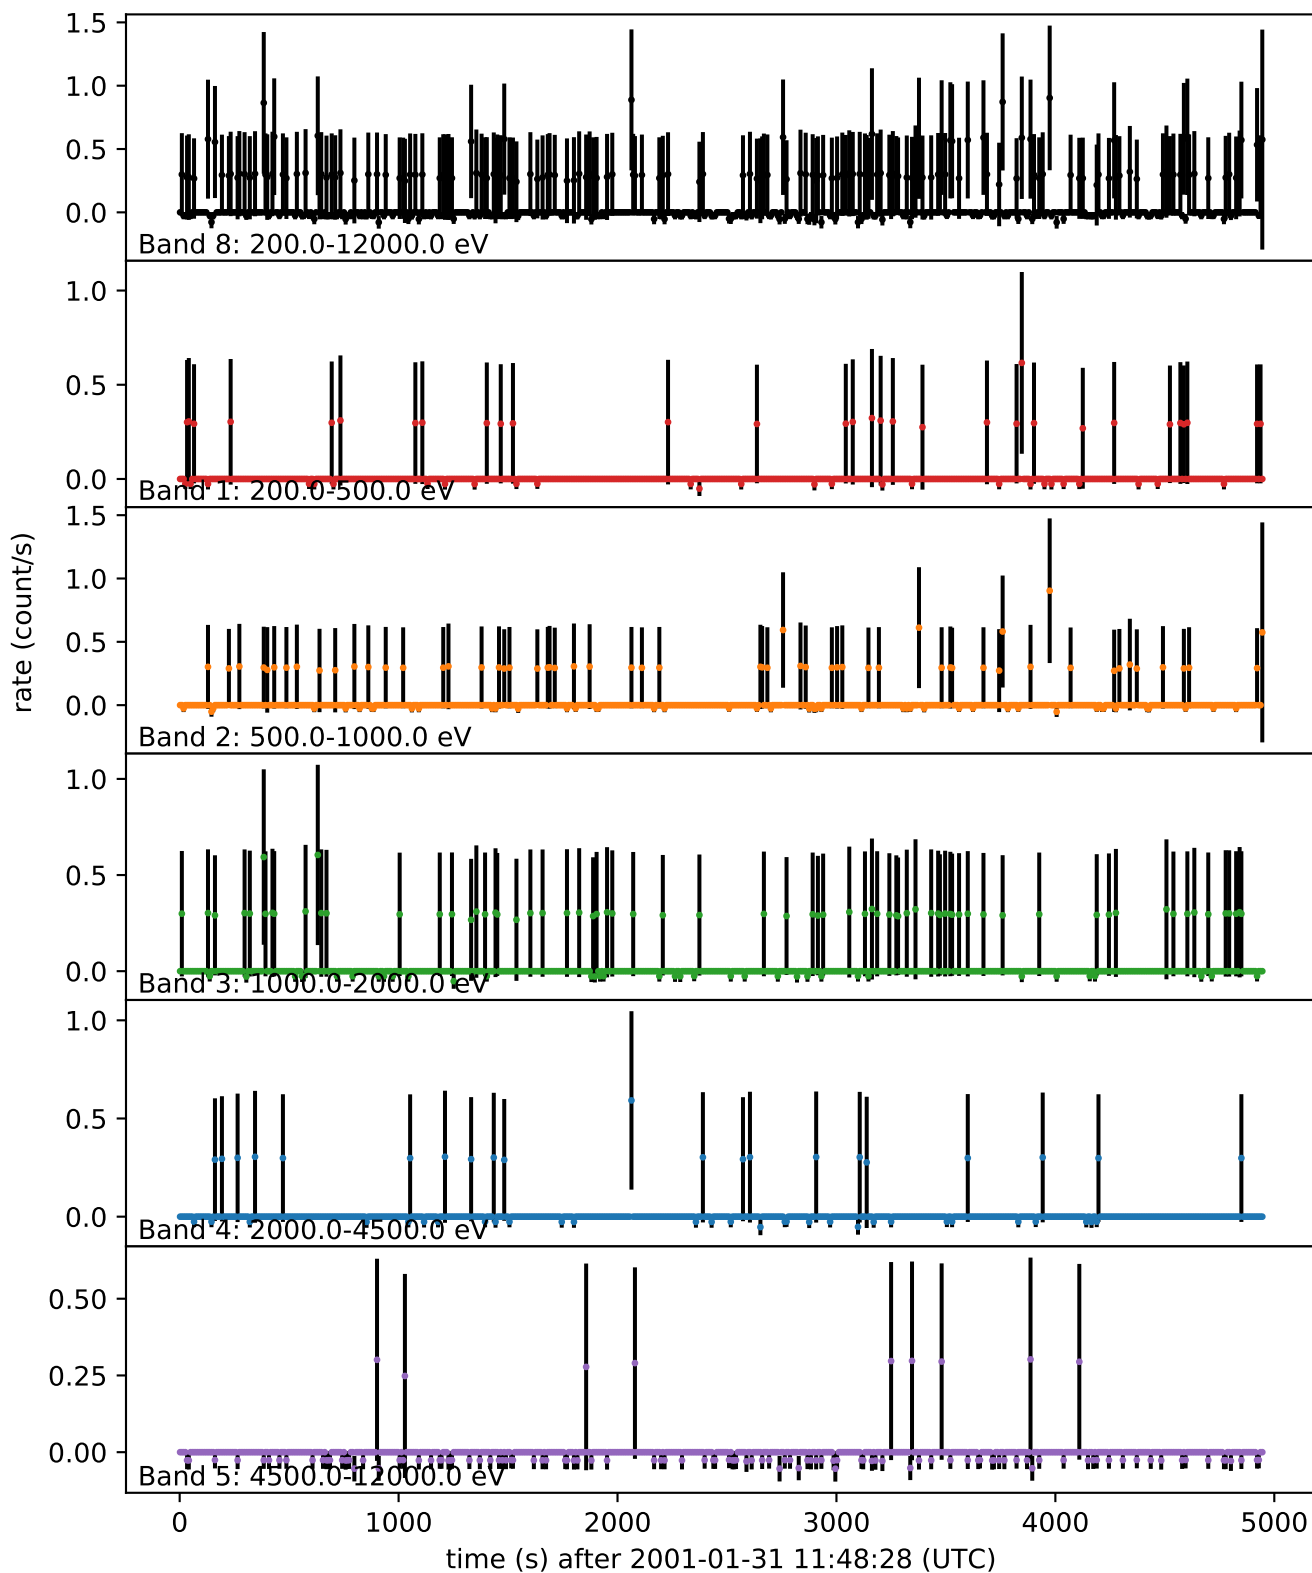 1.5
1.0
0.5
0.0
Band 8: 200.0-12000.0 eV
1.0
0.5
0.0
Band 1: 200.0-500.0 eV
1.5
1.0
0.5
0.0
Band 2: 500.0-1000.0 eV
rate (count/s)
1.0
0.5
0.0
Band 3: 1000.0-2000.0 eV
1.0
0.5
0.0
Band 4: 2000.0-4500.0 eV
0.50
0.25
0.00
Band 5: 4500.0-12000.0 eV
0 1000 2000 3000 4000 5000
time (s) after 2001-01-31 11:48:28 (UTC)